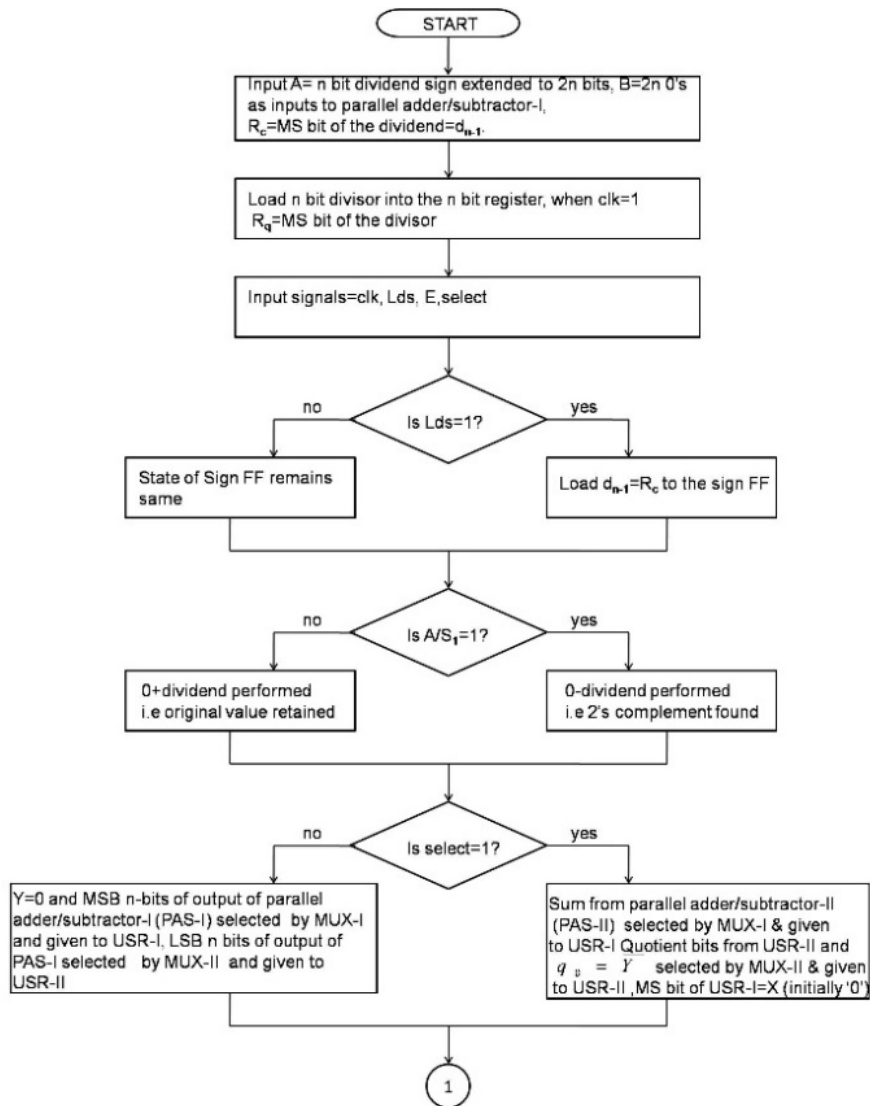 START
Input A= n bit dividend sign extended to 2n bits, B=2n 0's
as inputs to parallel adder/subtractor-I,
Rc=MS bit of the dividend=dn-1.
Load n bit divisor into the n bit register, when clk=1
Rq=MS bit of the divisor
Input signals=clk, Lds, E,select
Is Lds=1?
no
yes
State of Sign FF remains
same
Load dn-1=Rc to the sign FF
Is A/S1=1?
no
yes
0+dividend performed
i.e original value retained
0-dividend performed
i.e 2's complement found
Is select=1?
no
yes
Y=0 and MSB n-bits of output of parallel
adder/subtractor-I (PAS-I) selected by MUX-I
and given to USR-I, LSB n bits of output of
PAS-I selected by MUX-II and given to
USR-II
Sum from parallel adder/subtractor-II
(PAS-II) selected by MUX-I & given
to USR-I Quotient bits from USR-II and
q = Y̅ selected by MUX-II & given
to USR-II ,MS bit of USR-I=X (initially '0')
1